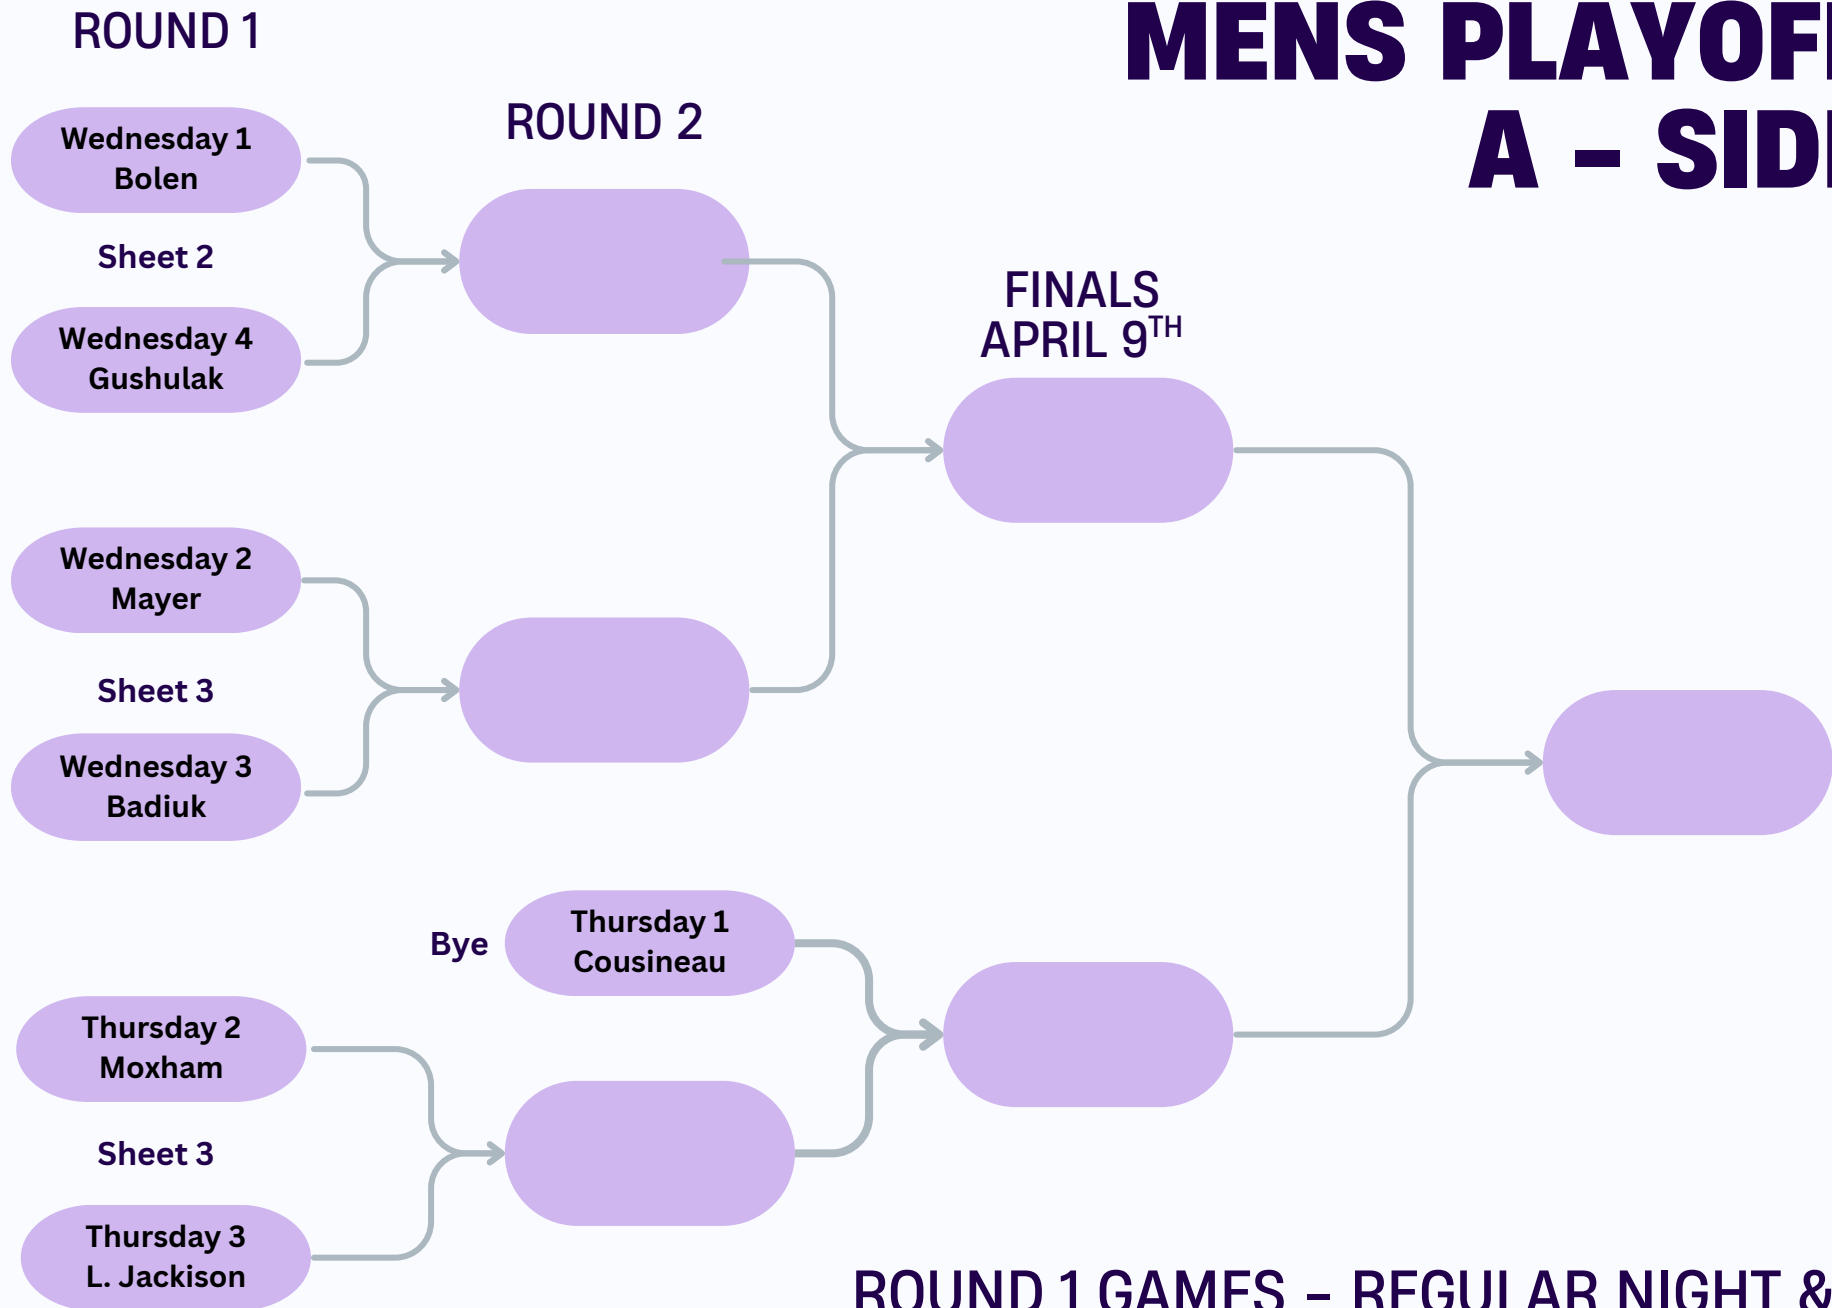 ROUND 1
MENS PLAYOF
A - SID
ROUND 2
Wednesday 1
Bolen
Sheet 2
Wednesday 4
Gushulak
FINALS
APRIL 9TH
Wednesday 2
Mayer
Sheet 3
Wednesday 3
Badiuk
Bye
Thursday 1
Cousineau
Thursday 2
Moxham
Sheet 3
Thursday 3
L. Jackison
ROUND 1 GAMES - REGULAR NIGHT &